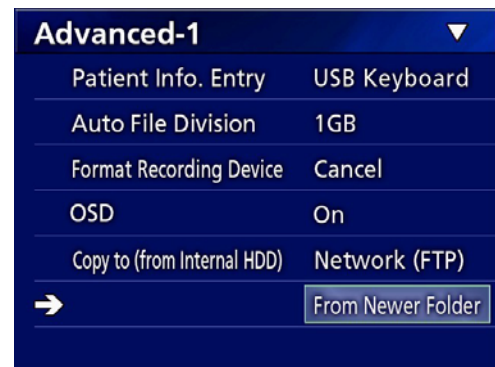 Advanced-1 ▼
Patient Info. Entry USB Keyboard
Auto File Division 1GB
Format Recording Device Cancel
OSD On
Copy to (from Internal HDD) Network (FTP)
➔ From Newer Folder